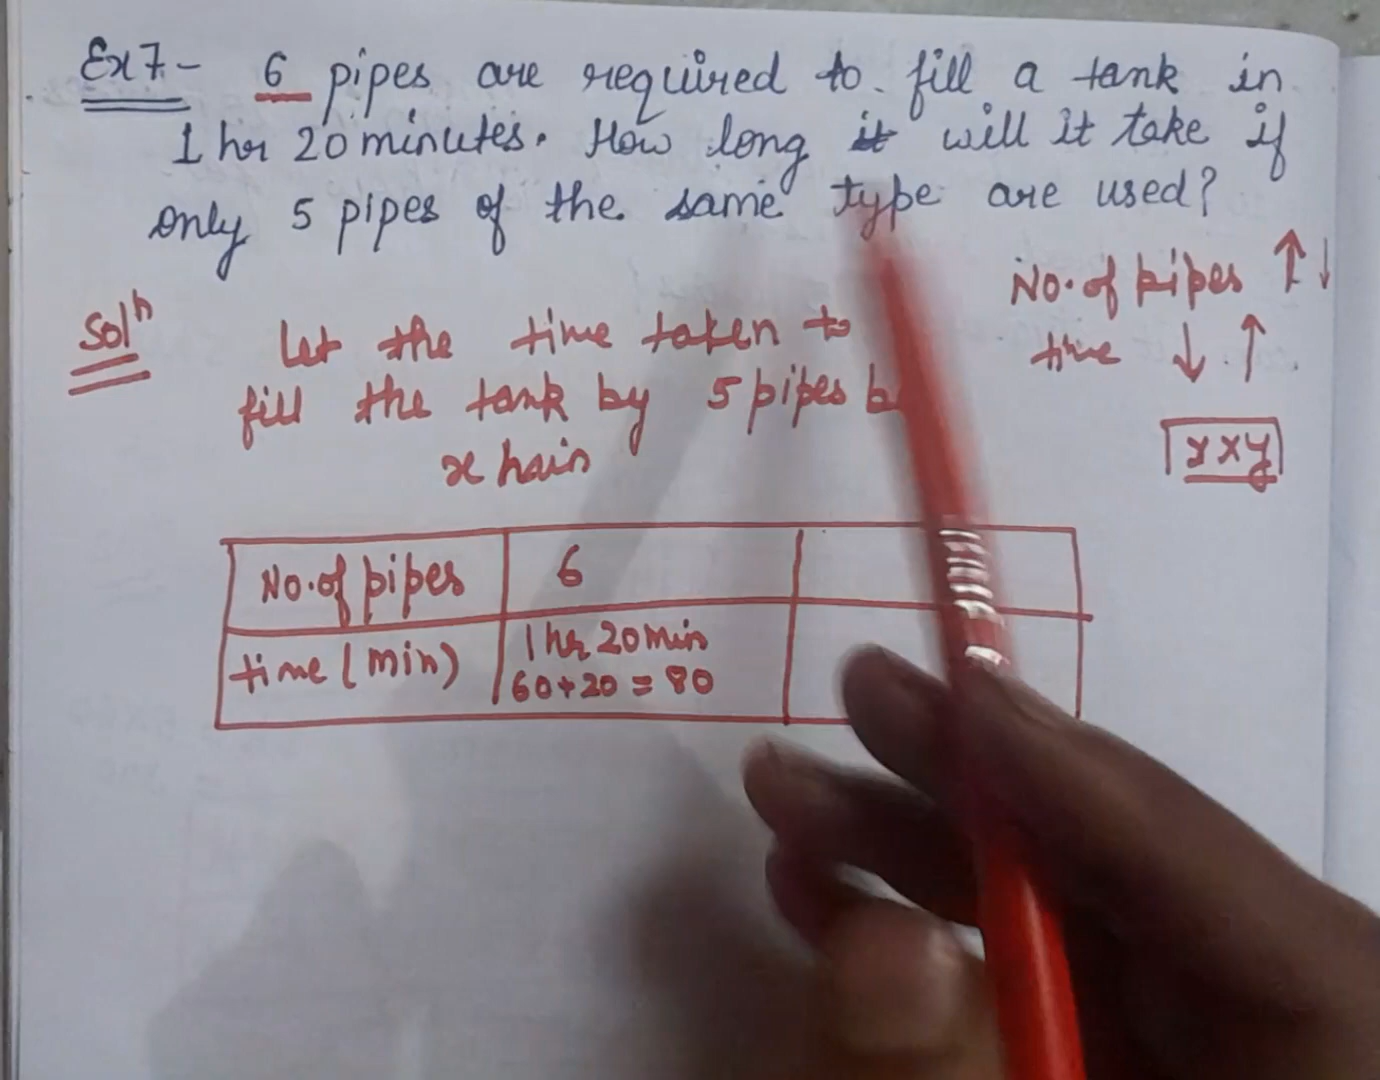 Ex7- 6 pipes are required to fill a tank in
1 hr 20 minutes. How long it will it take if
only 5 pipes of the same type are used?
No. of pipes ↑ ↓
time ↓ ↑
x x y
Solⁿ
Let the time taken to
fill the tank by 5 pipes
x
No. of pipes 6
time (min) 1 hr 20 min
60+20 = 80